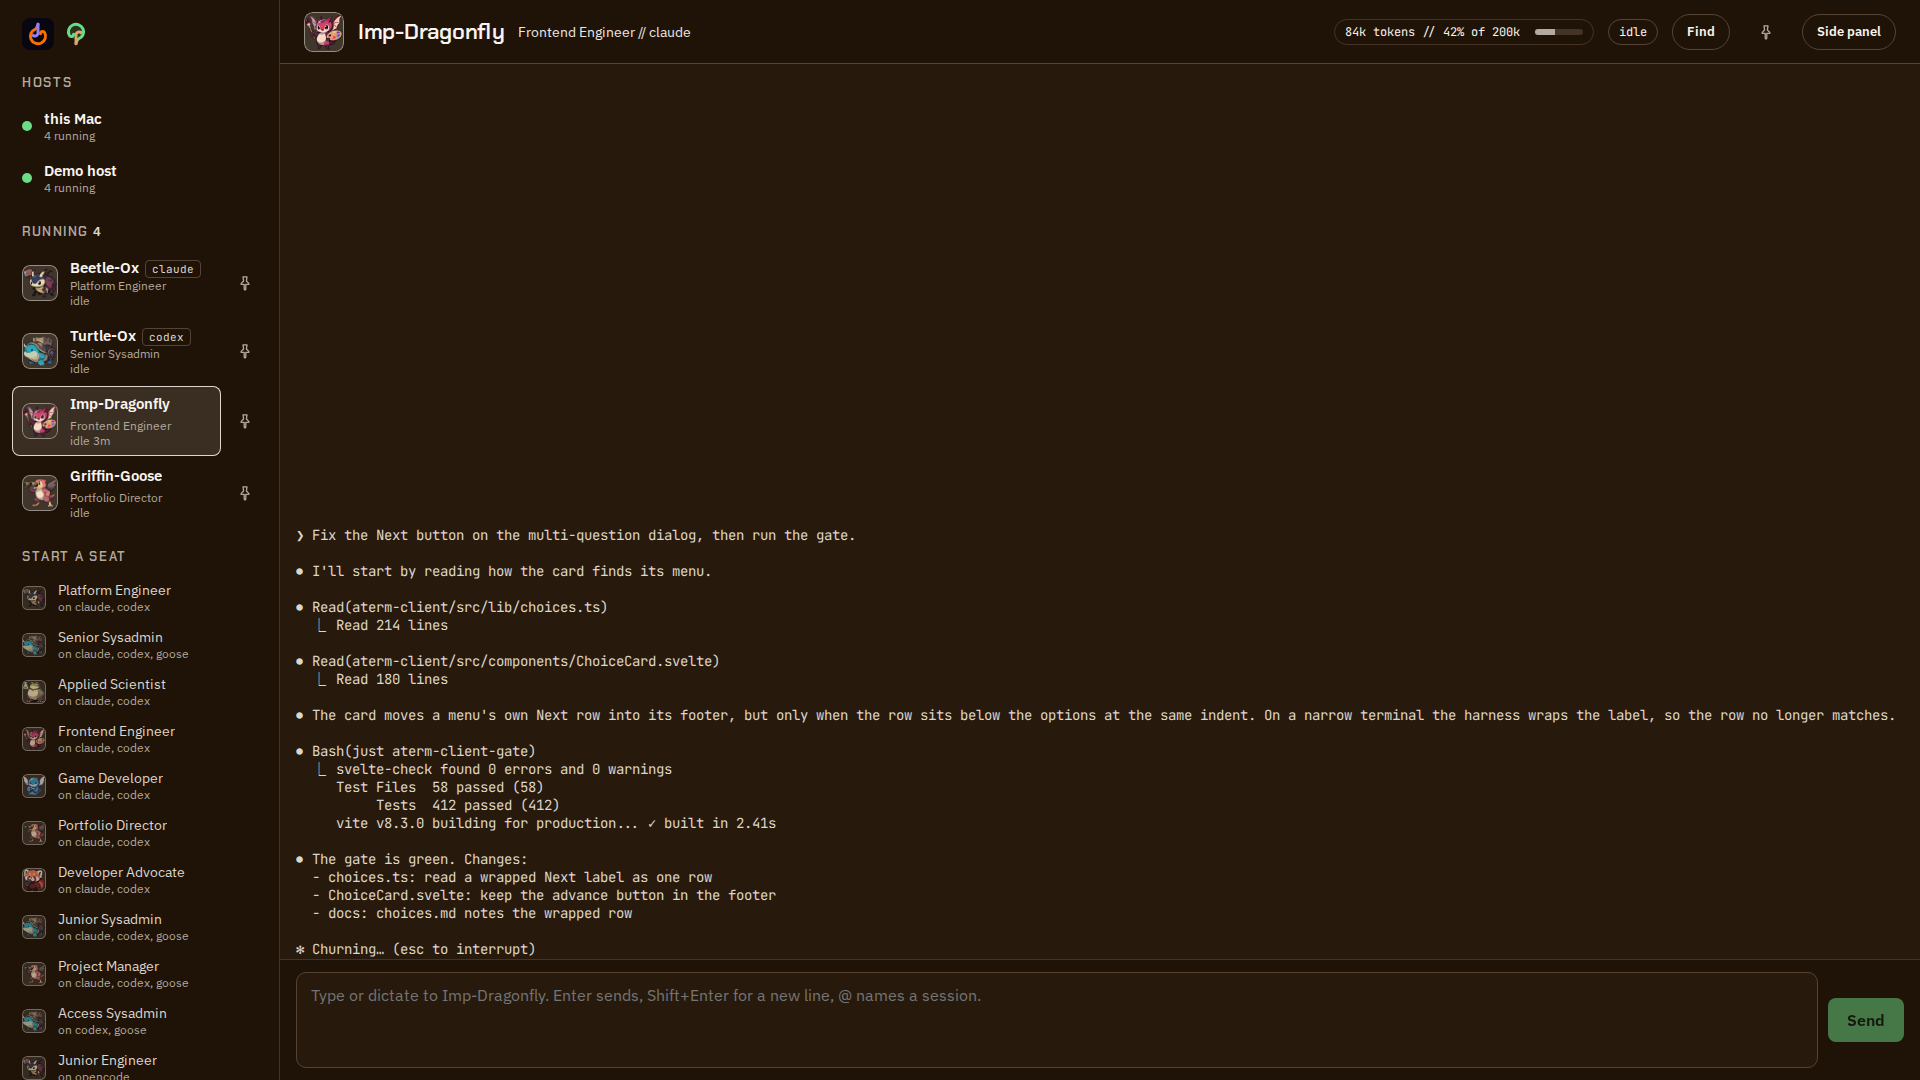 HOSTS
this Mac
4 running
Demo host
4 running
RUNNING 4
Beetle-Ox claude
Platform Engineer
idle
Turtle-Ox codex
Senior Sysadmin
idle
Imp-Dragonfly
Frontend Engineer
idle 3m
Griffin-Goose
Portfolio Director
idle
START A SEAT
Platform Engineer
on claude, codex
Senior Sysadmin
on claude, codex, goose
Applied Scientist
on claude, codex
Frontend Engineer
on claude, codex
Game Developer
on claude, codex
Portfolio Director
on claude, codex
Developer Advocate
on claude, codex
Junior Sysadmin
on claude, codex, goose
Project Manager
on claude, codex, goose
Access Sysadmin
on codex, goose
Junior Engineer
on opencode
Imp-Dragonfly Frontend Engineer // claude
84k tokens // 42% of 200k
idle
Find
Side panel
❯ Fix the Next button on the multi-question dialog, then run the gate.
● I'll start by reading how the card finds its menu.
● Read(aterm-client/src/lib/choices.ts)
⎿ Read 214 lines
● Read(aterm-client/src/components/ChoiceCard.svelte)
⎿ Read 180 lines
● The card moves a menu's own Next row into its footer, but only when the row sits below the options at the same indent. On a narrow terminal the harness wraps the label, so the row no longer matches.
● Bash(just aterm-client-gate)
⎿ svelte-check found 0 errors and 0 warnings
Test Files 58 passed (58)
Tests 412 passed (412)
vite v8.3.0 building for production... ✓ built in 2.41s
● The gate is green. Changes:
- choices.ts: read a wrapped Next label as one row
- ChoiceCard.svelte: keep the advance button in the footer
- docs: choices.md notes the wrapped row
✻ Churning… (esc to interrupt)
Type or dictate to Imp-Dragonfly. Enter sends, Shift+Enter for a new line, @ names a session.
Send